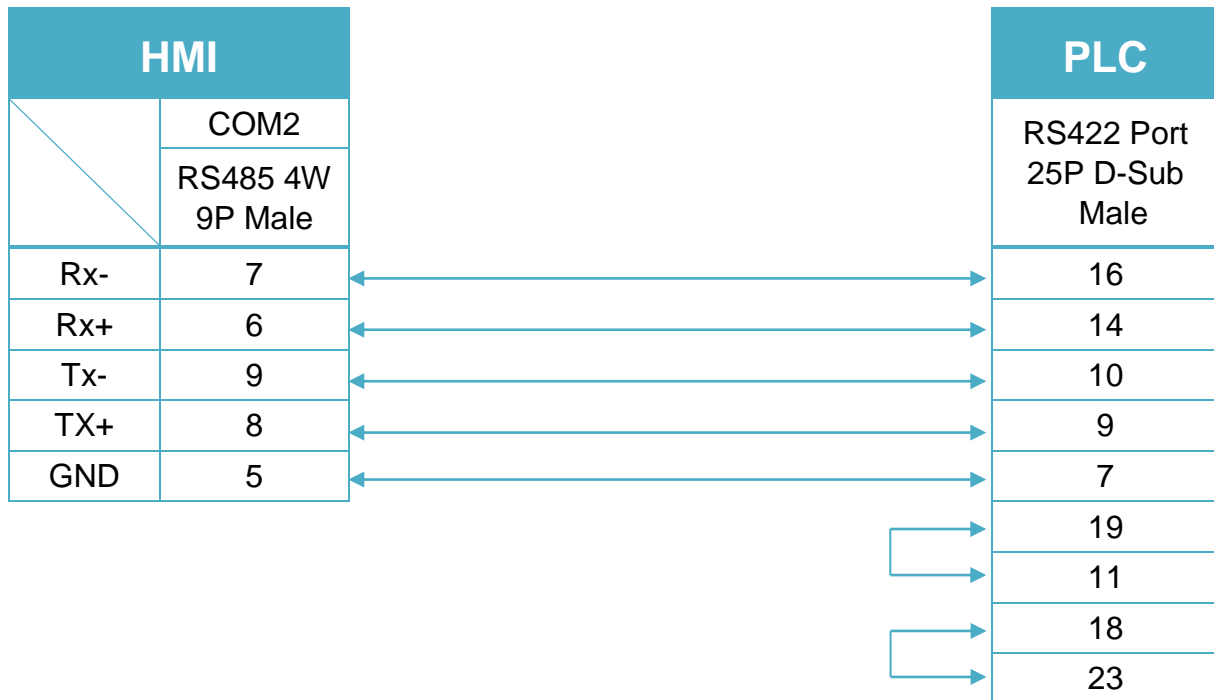 HMI
PLC
COM2
RS485 4W
9P Male
RS422 Port
25P D-Sub
Male
Rx- 7 16
Rx+ 6 14
Tx- 9 10
TX+ 8 9
GND 5 7
19
11
18
23